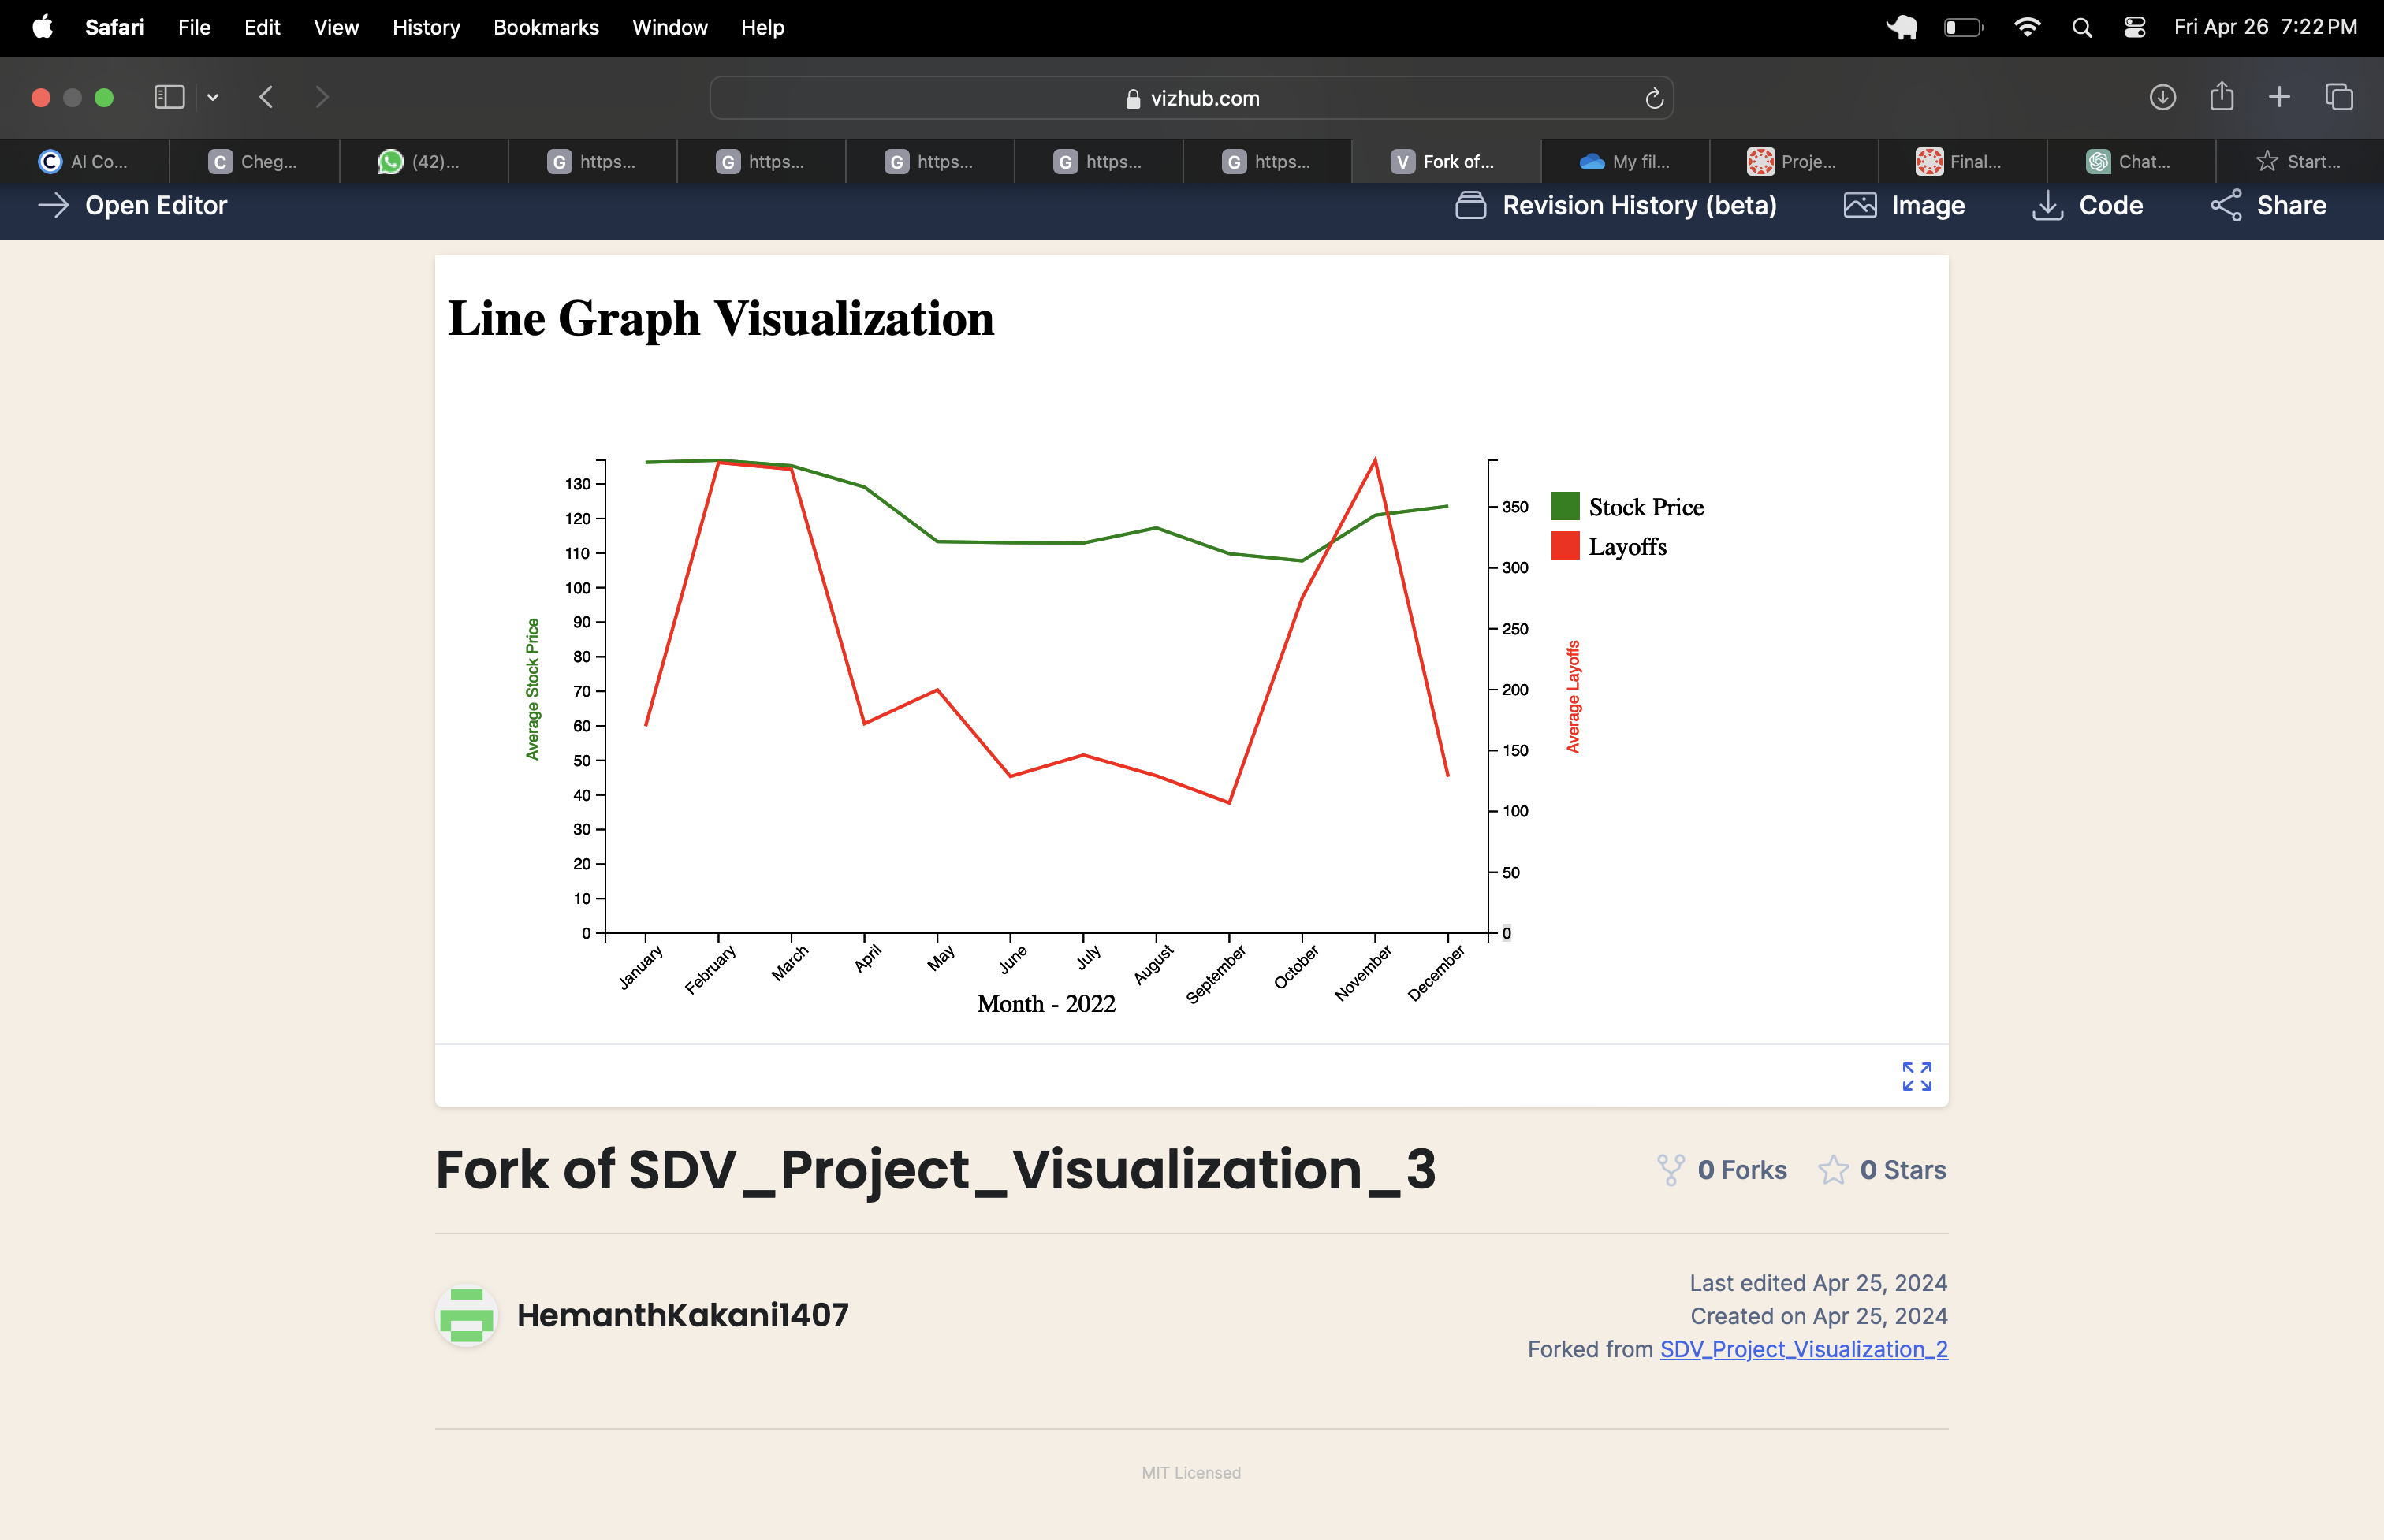 Safari File Edit View History Bookmarks Window Help Fri Apr 26 7:22 PM
vizhub.com
AI Co... Cheg... (42)... https... https... https... https... https... Fork of... My fil... Proje... Final... Chat... Start...
Open Editor Revision History (beta) Image Code Share
Line Graph Visualization
130
120
110
100
90
80
70
60
50
40
30
20
10
0
Average Stock Price
350
300
250
200
150
100
50
0
Average Layoffs
Stock Price
Layoffs
January February March April May June July August September October November December
Month - 2022
Fork of SDV_Project_Visualization_3
0 Forks 0 Stars
HemanthKakani1407
Last edited Apr 25, 2024
Created on Apr 25, 2024
Forked from SDV_Project_Visualization_2
MIT Licensed